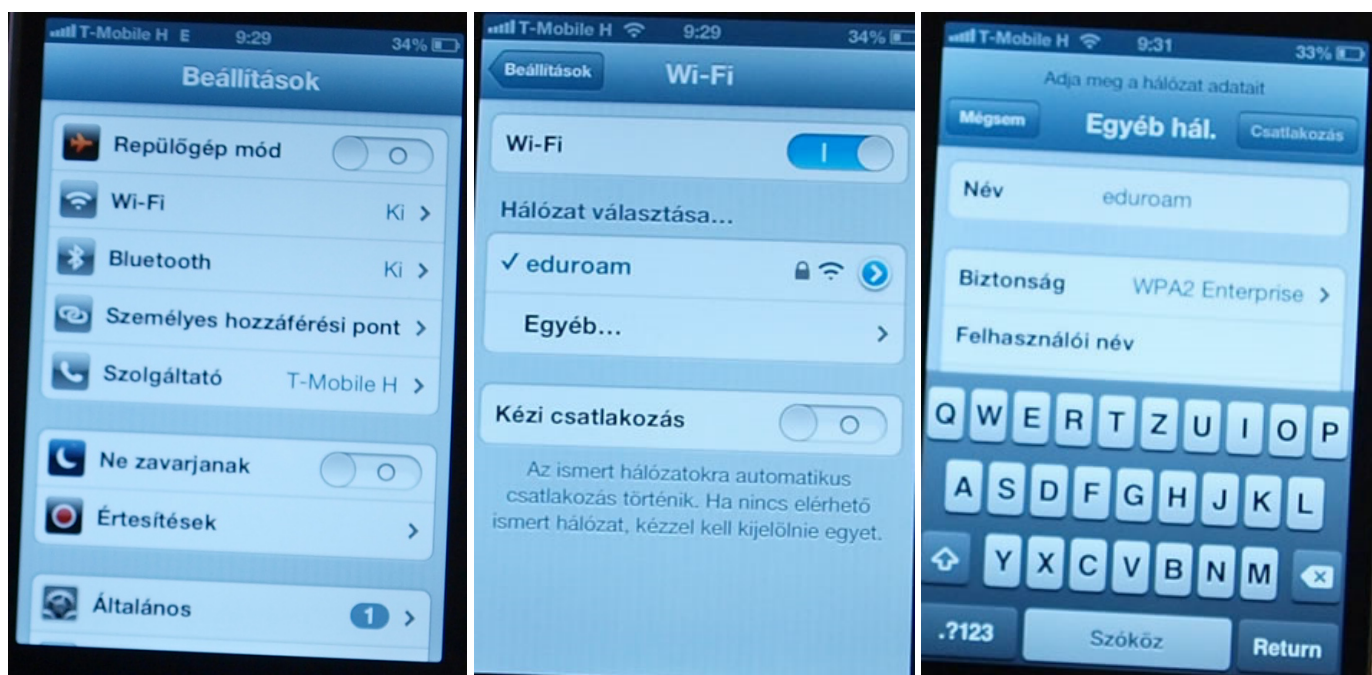 T-Mobile H E 9:29 34%
Beállítások
Repülőgép mód
Wi-Fi Ki
Bluetooth Ki
Személyes hozzáférési pont
Szolgáltató T-Mobile H
Ne zavarjanak
Értesítések
Általános 1
T-Mobile H 9:29 34%
Beállítások Wi-Fi
Wi-Fi
Hálózat választása...
✓ eduroam
Egyéb...
Kézi csatlakozás
Az ismert hálózatokra automatikus
csatlakozás történik. Ha nincs elérhető
ismert hálózat, kézzel kell kijelölnie egyet.
T-Mobile H 9:31 33%
Adja meg a hálózat adatait
Mégsem Egyéb hál. Csatlakozás
Név eduroam
Biztonság WPA2 Enterprise
Felhasználói név
Q W E R T Z U I O P
A S D F G H J K L
Y X C V B N M
.?123 Szóköz Return